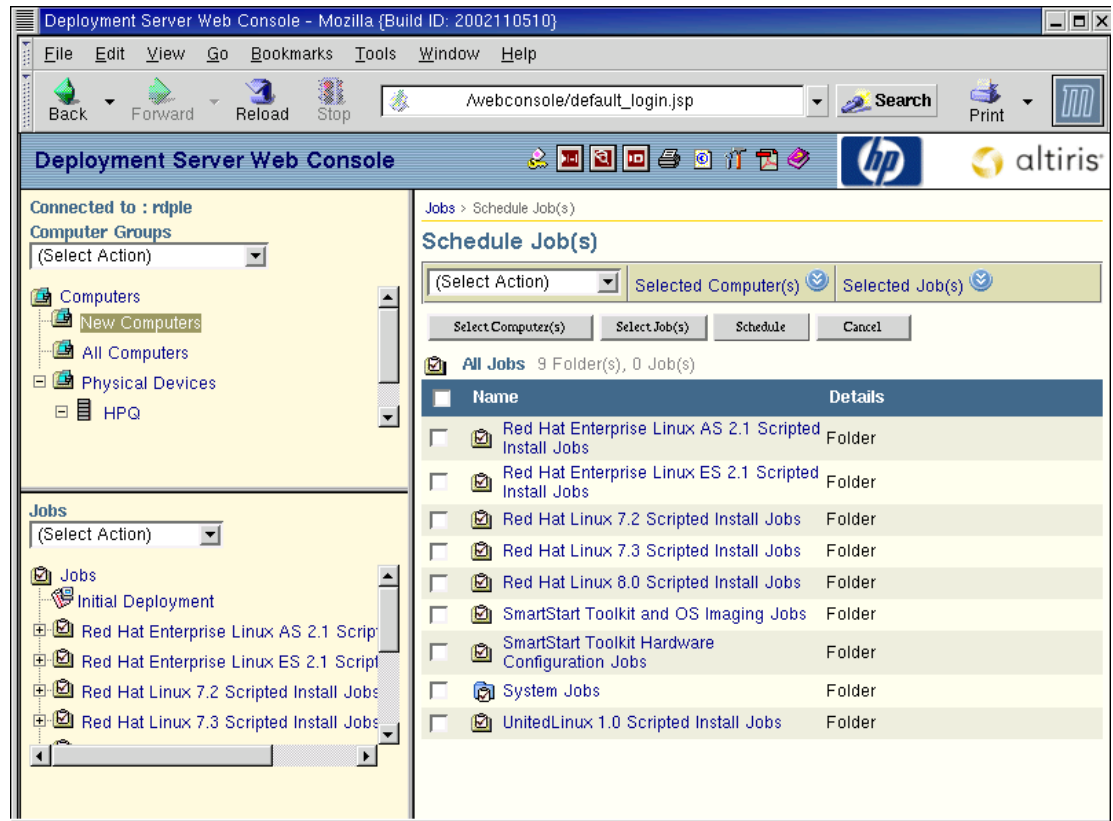 Deployment Server Web Console - Mozilla {Build ID: 2002110510}
File Edit View Go Bookmarks Tools Window Help
Back Forward Reload Stop /webconsole/default_login.jsp Search Print
Deployment Server Web Console
hp altiris
Connected to : rdple
Computer Groups
(Select Action)
Computers
New Computers
All Computers
Physical Devices
HPQ
Jobs
(Select Action)
Jobs
Initial Deployment
Red Hat Enterprise Linux AS 2.1 Script
Red Hat Enterprise Linux ES 2.1 Script
Red Hat Linux 7.2 Scripted Install Jobs
Red Hat Linux 7.3 Scripted Install Jobs
Jobs > Schedule Job(s)
Schedule Job(s)
(Select Action) Selected Computer(s) Selected Job(s)
Select Computer(s) Select Job(s) Schedule Cancel
All Jobs 9 Folder(s), 0 Job(s)
Name Details
Red Hat Enterprise Linux AS 2.1 Scripted
Install Jobs Folder
Red Hat Enterprise Linux ES 2.1 Scripted
Install Jobs Folder
Red Hat Linux 7.2 Scripted Install Jobs Folder
Red Hat Linux 7.3 Scripted Install Jobs Folder
Red Hat Linux 8.0 Scripted Install Jobs Folder
SmartStart Toolkit and OS Imaging Jobs Folder
SmartStart Toolkit Hardware
Configuration Jobs Folder
System Jobs Folder
UnitedLinux 1.0 Scripted Install Jobs Folder